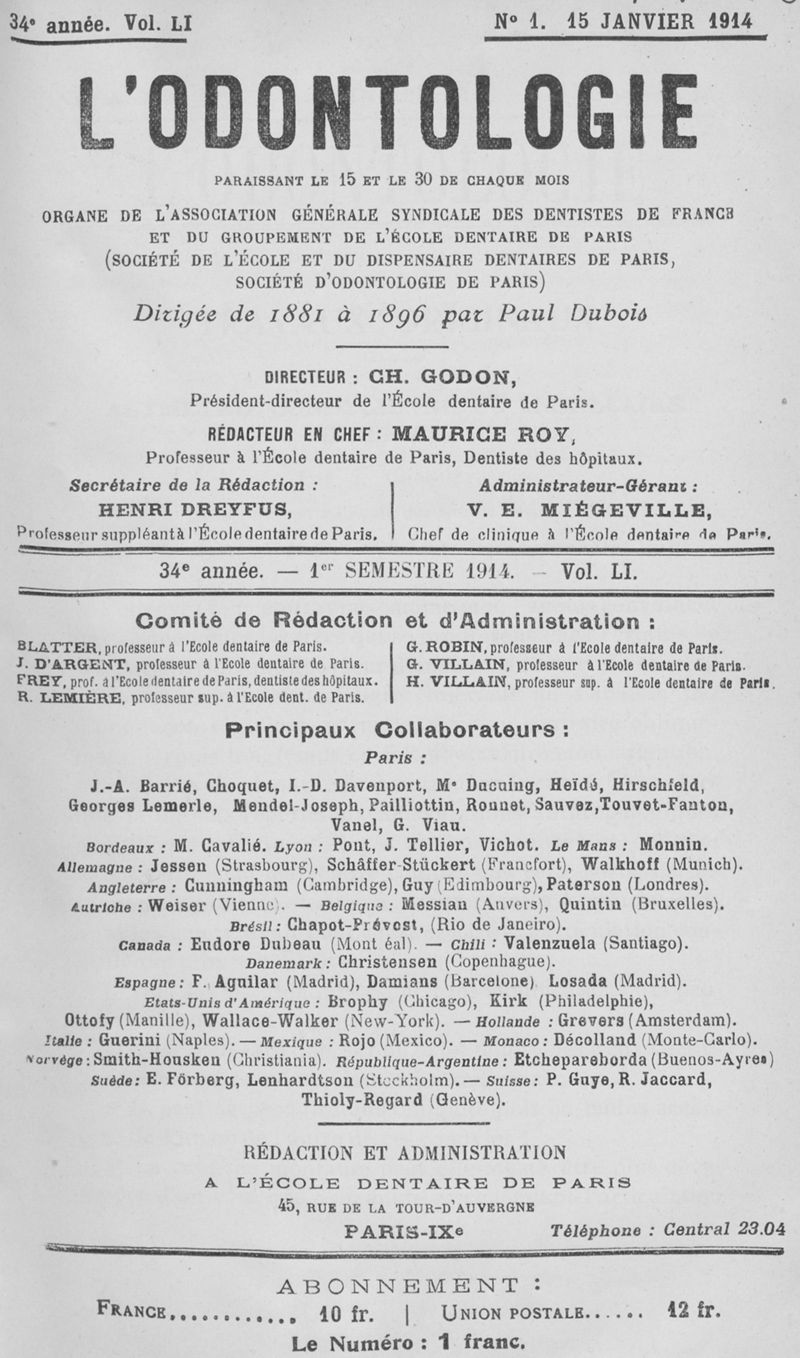 34e année. Vol. LI
N° 1. 15 JANVIER 1914
L'ODONTOLOGIE
PARAISSANT LE 15 ET LE 30 DE CHAQUE MOIS
ORGANE DE L'ASSOCIATION GÉNÉRALE SYNDICALE DES DENTISTES DE FRANCE
ET DU GROUPEMENT DE L'ÉCOLE DENTAIRE DE PARIS
(SOCIÉTÉ DE L'ÉCOLE ET DU DISPENSAIRE DENTAIRES DE PARIS,
SOCIÉTÉ D'ODONTOLOGIE DE PARIS)
Dirigée de 1881 à 1896 par Paul Dubois
DIRECTEUR : CH. GODON,
Président-directeur de l'École dentaire de Paris.
RÉDACTEUR EN CHEF : MAURICE ROY,
Professeur à l'École dentaire de Paris, Dentiste des hôpitaux.
Secrétaire de la Rédaction :
HENRI DREYFUS,
Professeur suppléant à l'École dentaire de Paris.
Administrateur-Gérant :
V. E. MIÉGEVILLE,
Chef de clinique à l'École dentaire de Paris.
34e année. — 1er SEMESTRE 1914. — Vol. LI.
Comité de Rédaction et d'Administration :
BLATTER, professeur à l'Ecole dentaire de Paris.
J. D'ARGENT, professeur à l'Ecole dentaire de Paris.
FREY, prof. à l'Ecole dentaire de Paris, dentiste des hôpitaux.
R. LEMIÈRE, professeur sup. à l'Ecole dent. de Paris.
G. ROBIN, professeur à l'Ecole dentaire de Paris.
G. VILLAIN, professeur à l'Ecole dentaire de Paris.
H. VILLAIN, professeur sup. à l'Ecole dentaire de Paris.
Principaux Collaborateurs :
Paris :
J.-A. Barrié, Choquet, I.-D. Davenport, Me Ducuing, Heïdé, Hirschfeld,
Georges Lemerle, Mendel-Joseph, Pailliottin, Ronnet, Sauvez, Touvet-Fanton,
Vanel, G. Viau.
Bordeaux : M. Cavalié. Lyon : Pont, J. Tellier, Vichot. Le Mans : Monnin.
Allemagne : Jessen (Strasbourg), Schâffer-Stückert (Francfort), Walkhoff (Munich).
Angleterre : Cunningham (Cambridge), Guy (Edimbourg), Paterson (Londres).
Autriche : Weiser (Vienne). — Belgique : Messian (Anvers), Quintin (Bruxelles).
Brésil : Chapot-Prévost, (Rio de Janeiro).
Canada : Eudore Dubeau (Mont éal). — Chili : Valenzuela (Santiago).
Danemark : Christensen (Copenhague).
Espagne : F. Aguilar (Madrid), Damians (Barcelone) Losada (Madrid).
Etats-Unis d'Amérique : Brophy (Chicago), Kirk (Philadelphie),
Ottofy (Manille), Wallace-Walker (New-York). — Hollande : Grevers (Amsterdam).
Italie : Guerini (Naples). — Mexique : Rojo (Mexico). — Monaco : Décolland (Monte-Carlo).
Norvège : Smith-Housken (Christiania). République-Argentine : Etchepareborda (Buenos-Ayres)
Suède : E. Förberg, Lenhardtson (Stockholm). — Suisse : P. Guye, R. Jaccard,
Thioly-Regard (Genève).
RÉDACTION ET ADMINISTRATION
A L'ÉCOLE DENTAIRE DE PARIS
45, RUE DE LA TOUR-D'AUVERGNE
PARIS-IXe
Téléphone : Central 23.04
ABONNEMENT :
FRANCE............ 10 fr. | UNION POSTALE...... 12 fr.
Le Numéro : 1 franc.